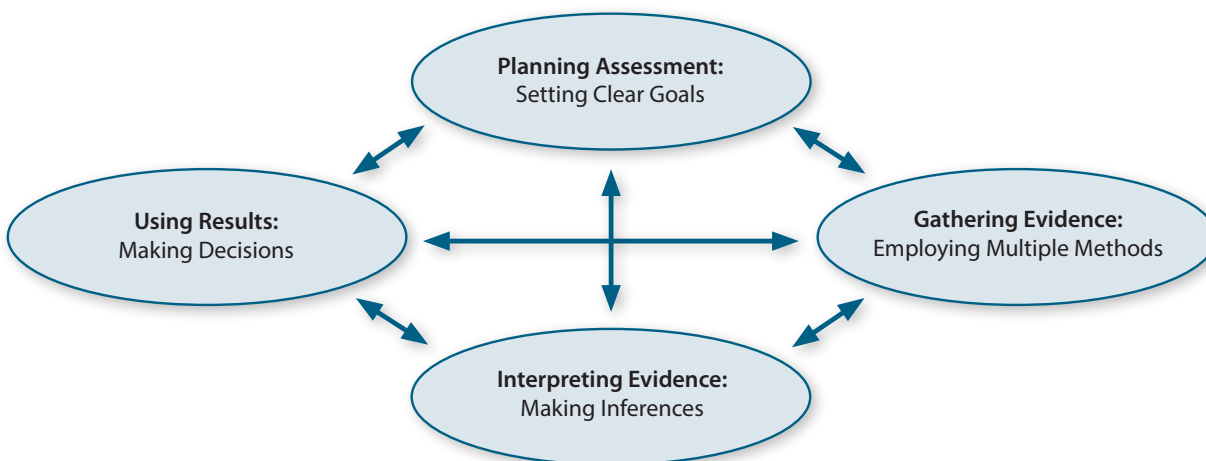 Planning Assessment:
Setting Clear Goals
Using Results:
Making Decisions
Gathering Evidence:
Employing Multiple Methods
Interpreting Evidence:
Making Inferences